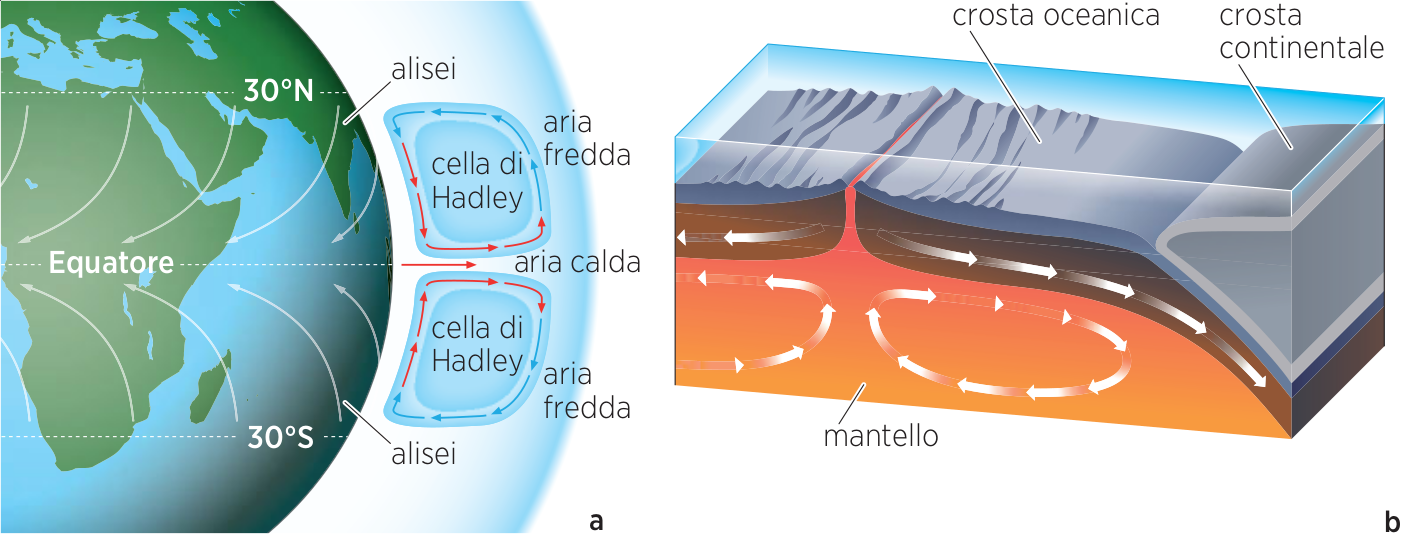 alisei
30°N
aria
fredda
cella di
Hadley
Equatore
aria calda
cella di
Hadley
aria
fredda
30°S
alisei
a
crosta oceanica
crosta
continentale
mantello
b